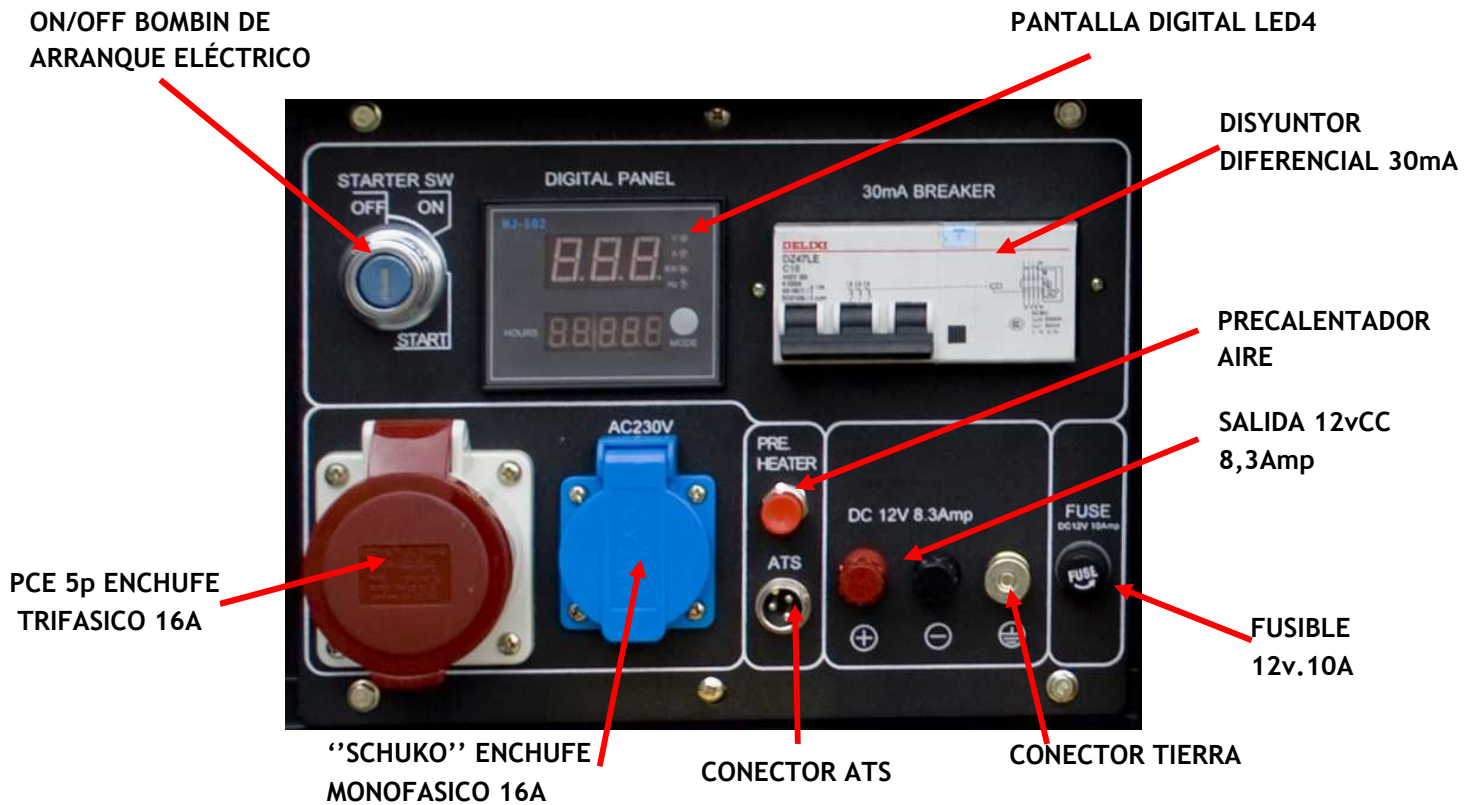 ON/OFF BOMBIN DE
ARRANQUE ELÉCTRICO
PANTALLA DIGITAL LED4
DISYUNTOR
DIFERENCIAL 30mA
STARTER SW
OFF
ON
START
DIGITAL PANEL
HJ-502
HOURS
MODE
30mA BREAKER
DELIXI
DZ47LE
C10
PRECALENTADOR
AIRE
SALIDA 12vCC
8,3Amp
AC230V
PRE
HEATER
ATS
DC 12V 8.3Amp
FUSE
DC12V 10Amp
FUSE
PCE 5p ENCHUFE
TRIFASICO 16A
FUSIBLE
12v.10A
‘’SCHUKO’’ ENCHUFE
MONOFASICO 16A
CONECTOR ATS
CONECTOR TIERRA